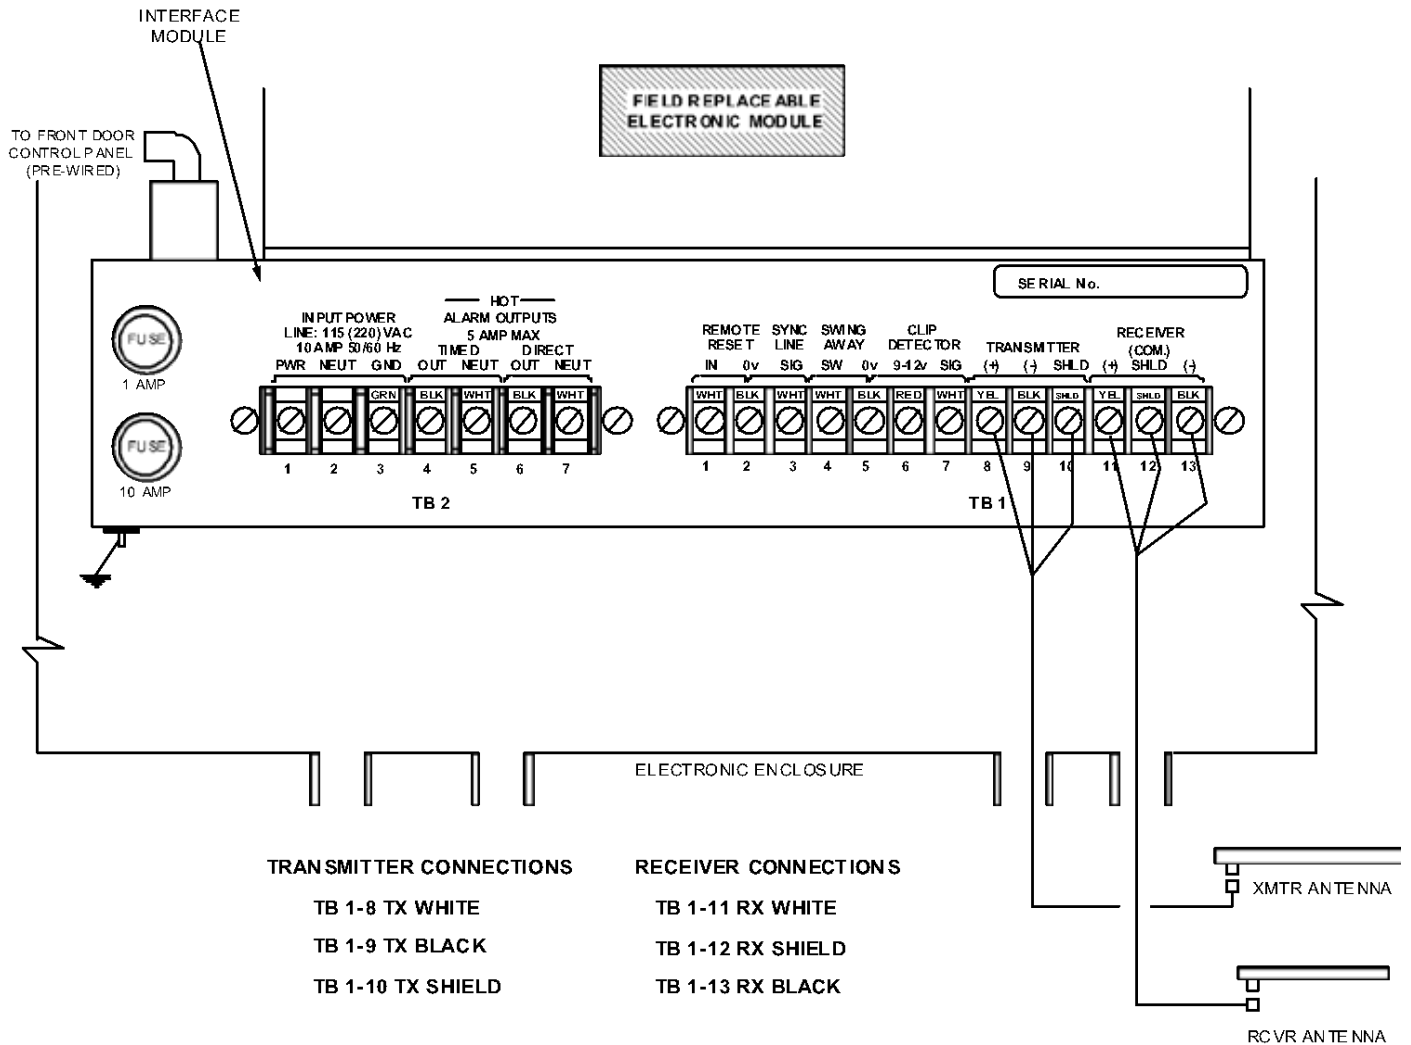 INTERFACE
MODULE
TO FRONT DOOR
CONTROL PANEL
(PRE-WIRED)
FIELD REPLACEABLE
ELECTRONIC MODULE
SERIAL No.
FUSE
1 AMP
FUSE
10 AMP
INPUT POWER
LINE: 115 (220) VAC
10 AMP 50/60 Hz
PWR NEUT GND
HOT
ALARM OUTPUTS
5 AMP MAX
TIMED DIRECT
OUT NEUT OUT NEUT
GRN BLK WHT BLK WHT
1 2 3 4 5 6 7
TB 2
REMOTE
RESET
IN 0v
SYNC
LINE
SIG
SWING
AWAY
SW 0v
CLIP
DETECTOR
9-12v SIG
TRANSMITTER
(+) (-) SHLD
RECEIVER
(COM.)
(+) SHLD (-)
WHT BLK WHT WHT BLK RED WHT YEL BLK SHLD YEL SHLD BLK
1 2 3 4 5 6 7 8 9 10 11 12 13
TB 1
ELECTRONIC ENCLOSURE
TRANSMITTER CONNECTIONS
TB 1-8 TX WHITE
TB 1-9 TX BLACK
TB 1-10 TX SHIELD
RECEIVER CONNECTIONS
TB 1-11 RX WHITE
TB 1-12 RX SHIELD
TB 1-13 RX BLACK
XMTR ANTENNA
RCVR ANTENNA